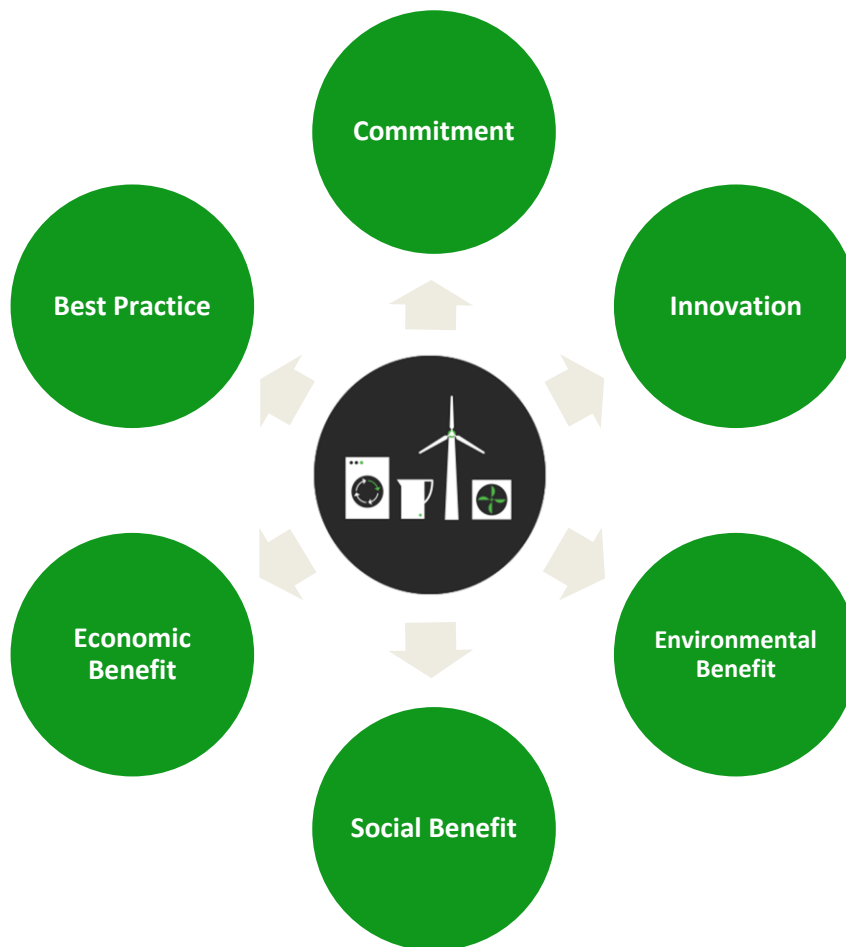 Commitment
Best Practice
Innovation
Economic
Benefit
Environmental
Benefit
Social Benefit